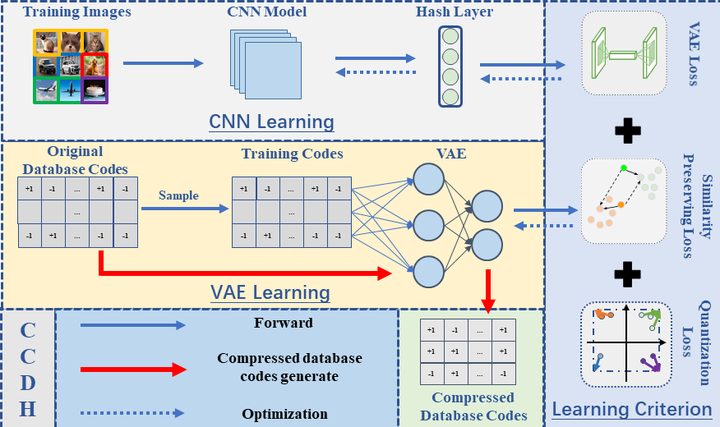 Training Images
CNN Model
Hash Layer
CNN Learning
VAE Loss
Original
Database Codes
Training Codes
VAE
+1 -1 ... +1 -1
...
-1 +1 ... -1 -1
Sample
+1 -1 ... +1 -1
...
-1 -1 ... -1 -1
VAE Learning
Similarity
Preserving Loss
Quantization
Loss
Learning Criterion
C
C
D
H
Forward
Compressed database
codes generate
Optimization
+1 -1 ... +1
+1 +1 ... +1
-1 +1 ... -1
Compressed
Database Codes